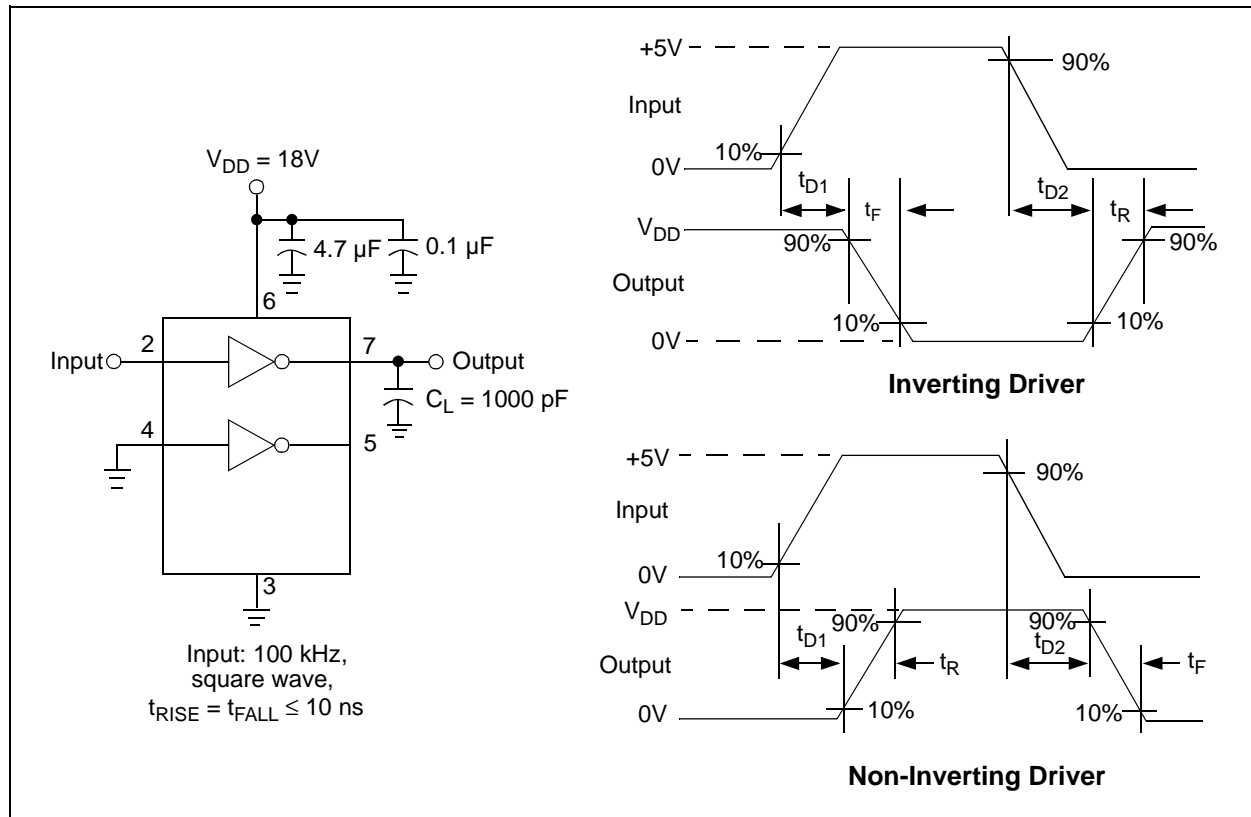 V_DD = 18V
4.7 µF
0.1 µF
6
Input
2
7
Output
C_L = 1000 pF
4
5
3
Input: 100 kHz,
square wave,
t_RISE = t_FALL ≤ 10 ns
+5V
90%
Input
10%
0V
t_D1
t_F
t_D2
t_R
V_DD
90%
90%
Output
10%
10%
0V
Inverting Driver
+5V
90%
Input
10%
0V
V_DD
t_D1
90%
90%
t_D2
Output
t_R
t_F
0V
10%
10%
Non-Inverting Driver